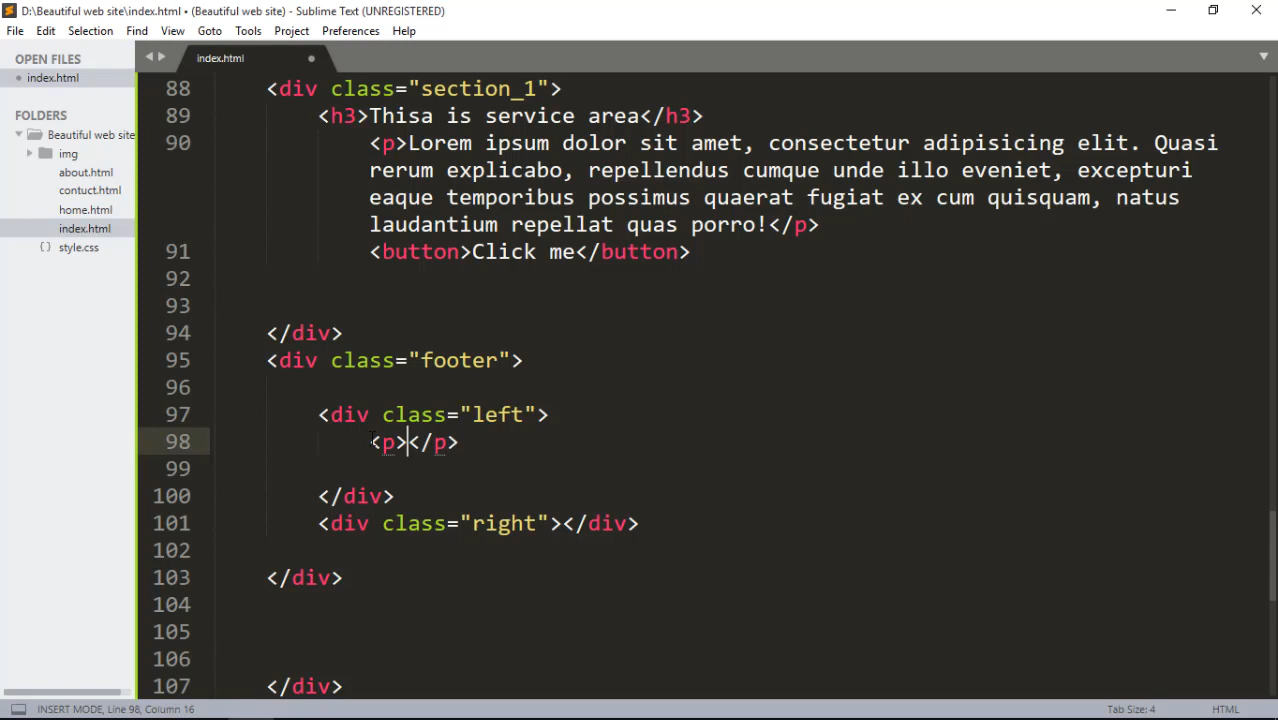 D:\Beautiful web site\index.html • (Beautiful web site) - Sublime Text (UNREGISTERED)
File Edit Selection Find View Goto Tools Project Preferences Help
OPEN FILES
index.html
FOLDERS
Beautiful web site
img
about.html
contuct.html
home.html
index.html
{} style.css
index.html
88 <div class="section_1">
89 <h3>Thisa is service area</h3>
90 <p>Lorem ipsum dolor sit amet, consectetur adipisicing elit. Quasi
rerum explicabo, repellendus cumque unde illo eveniet, excepturi
eaque temporibus possimus quaerat fugiat ex cum quisquam, natus
laudantium repellat quas porro!</p>
91 <button>Click me</button>
92
93
94 </div>
95 <div class="footer">
96
97 <div class="left">
98 <p></p>
99
100 </div>
101 <div class="right"></div>
102
103 </div>
104
105
106
107 </div>
INSERT MODE, Line 98, Column 16
Tab Size: 4
HTML